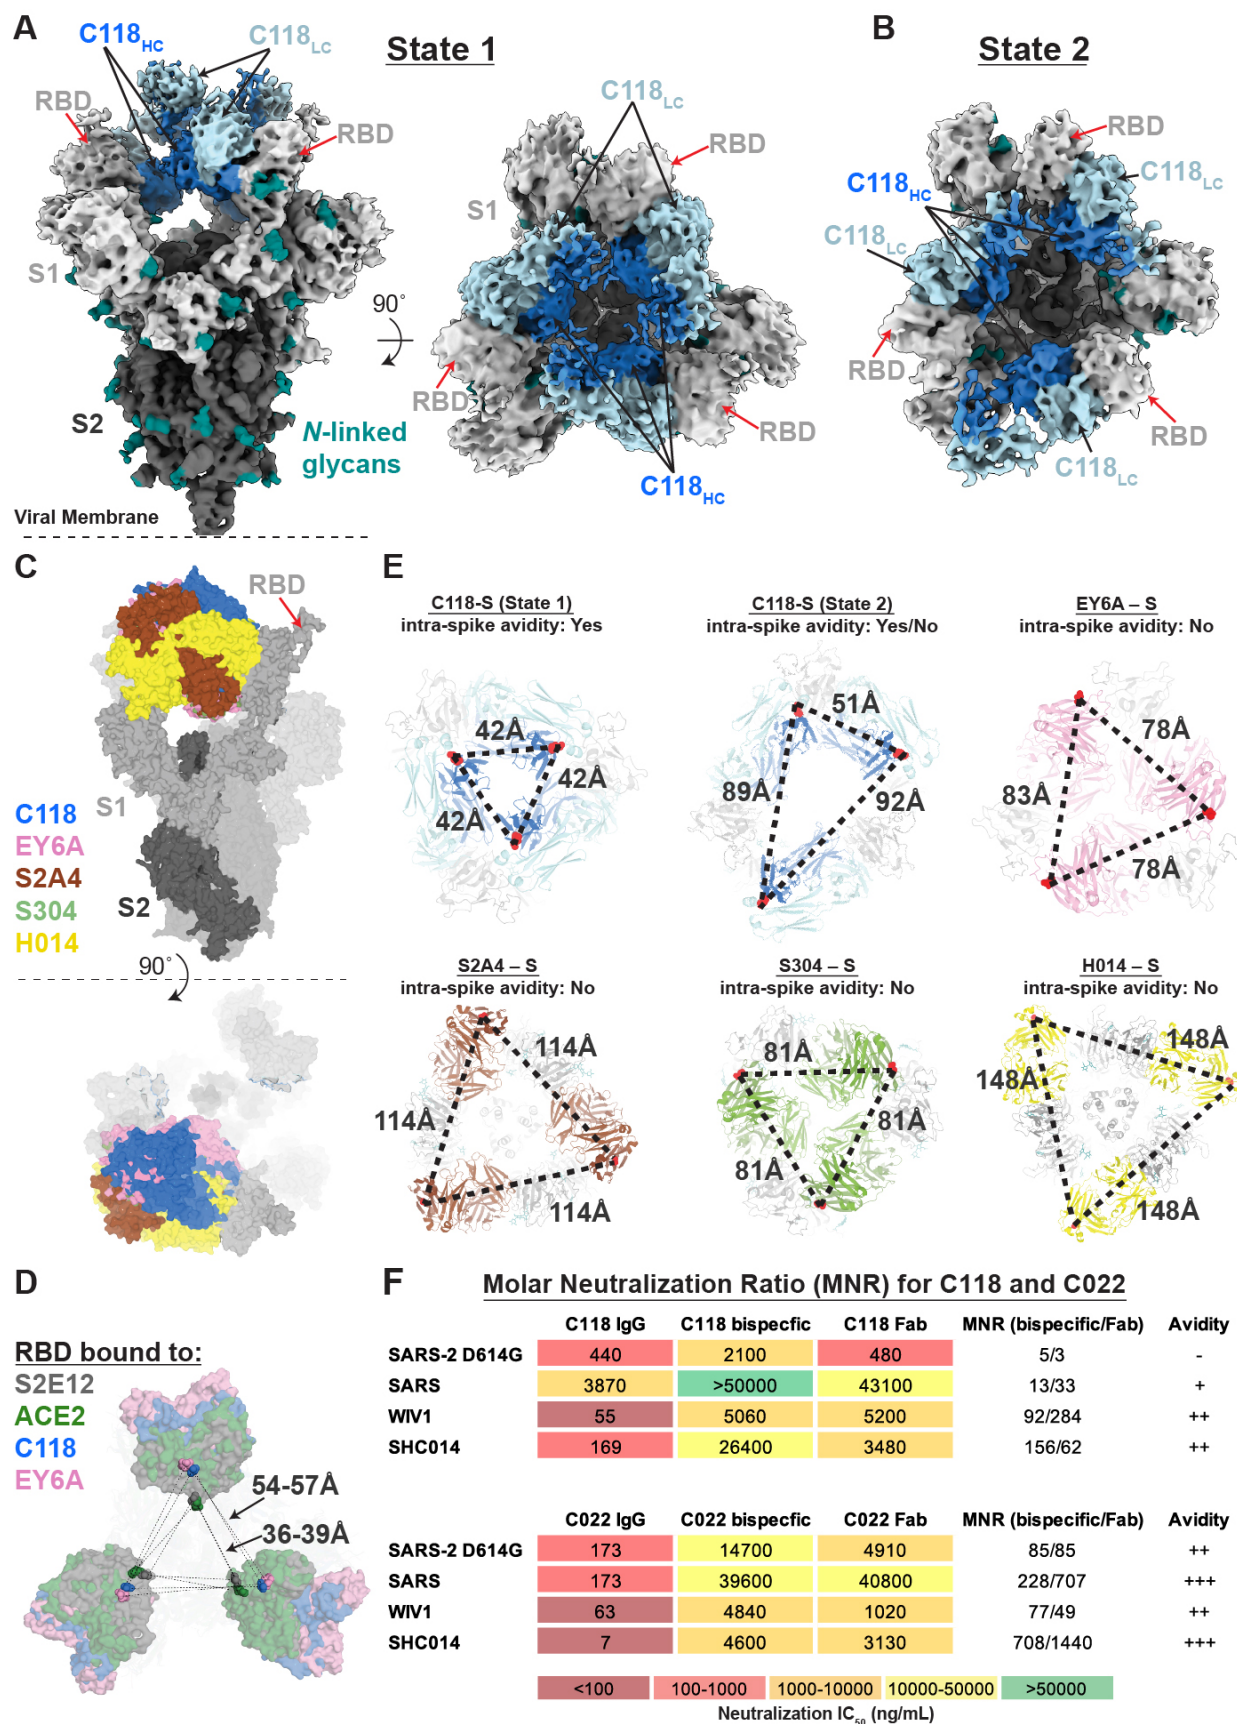 A
C118HC
C118LC
State 1
B
State 2
RBD
RBD
C118LC
RBD
RBD
C118LC
C118HC
S1
C118LC
S1
90°
RBD
RBD
RBD
RBD
S2
N-linked
glycans
C118HC
C118LC
Viral Membrane
C
RBD
S1
C118
EY6A
S2A4
S304
H014
S2
90°
E
C118-S (State 1)
intra-spike avidity: Yes
42Å
42Å
42Å
C118-S (State 2)
intra-spike avidity: Yes/No
51Å
89Å
92Å
EY6A – S
intra-spike avidity: No
78Å
83Å
78Å
S2A4 – S
intra-spike avidity: No
114Å
114Å
114Å
S304 – S
intra-spike avidity: No
81Å
81Å
81Å
H014 – S
intra-spike avidity: No
148Å
148Å
148Å
D
RBD bound to:
S2E12
ACE2
C118
EY6A
54-57Å
36-39Å
F
Molar Neutralization Ratio (MNR) for C118 and C022
C118 IgG C118 bispecfic C118 Fab MNR (bispecific/Fab) Avidity
SARS-2 D614G 440 2100 480 5/3 -
SARS 3870 >50000 43100 13/33 +
WIV1 55 5060 5200 92/284 ++
SHC014 169 26400 3480 156/62 ++
C022 IgG C022 bispecfic C022 Fab MNR (bispecific/Fab) Avidity
SARS-2 D614G 173 14700 4910 85/85 ++
SARS 173 39600 40800 228/707 +++
WIV1 63 4840 1020 77/49 ++
SHC014 7 4600 3130 708/1440 +++
<100 100-1000 1000-10000 10000-50000 >50000
Neutralization IC50 (ng/mL)